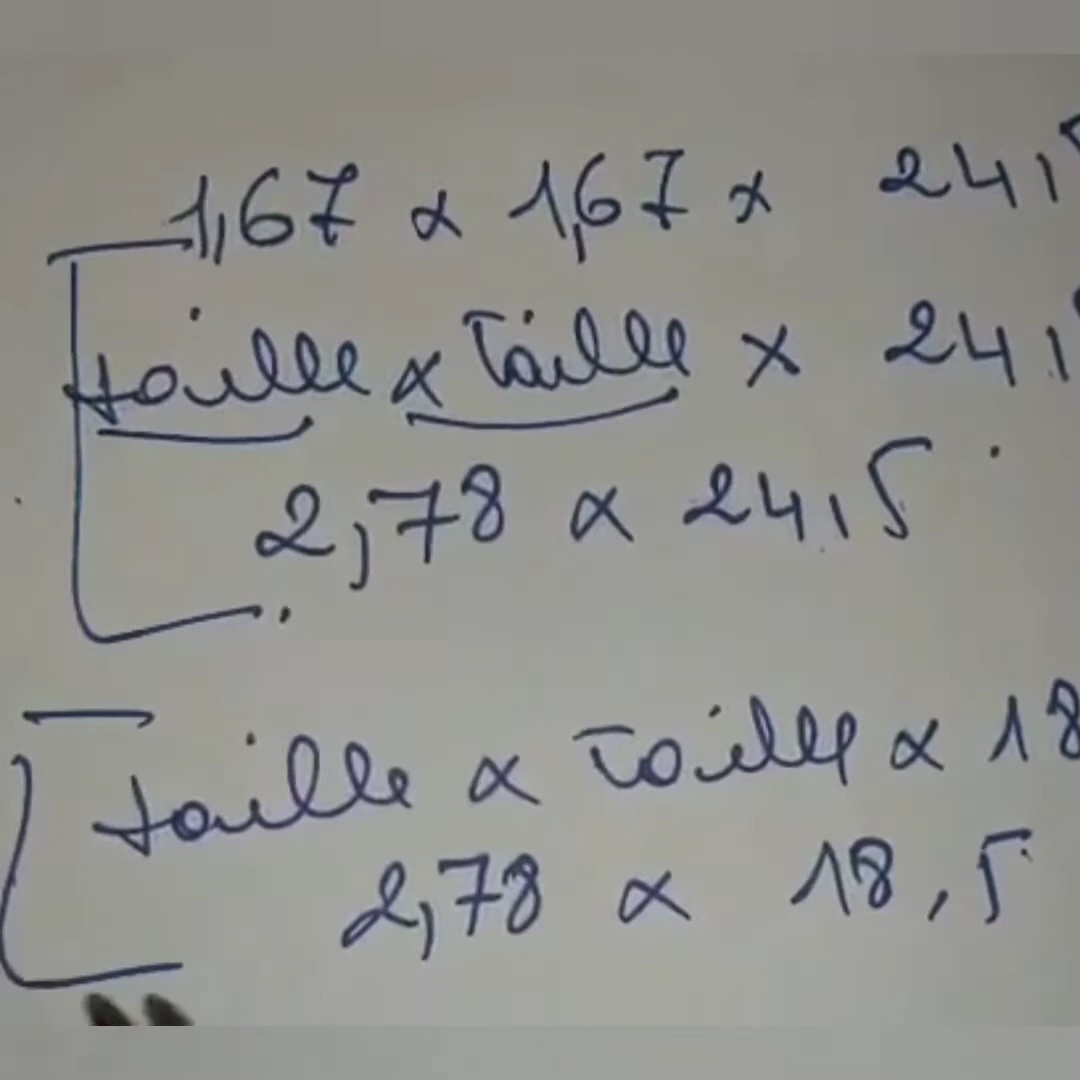 1,67 x 1,67 x 24,5
taille x Taille x 24,
2,78 x 24,5
taille x Taille x 18
2,78 x 18,5